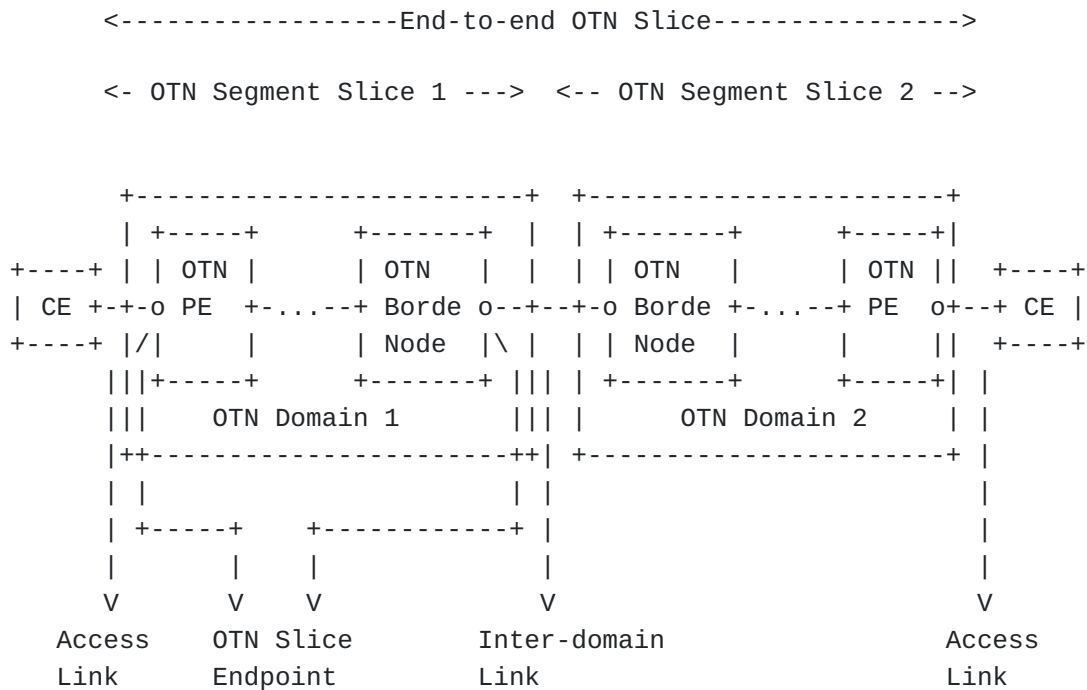 <------------------End-to-end OTN Slice---------------->
<- OTN Segment Slice 1 --->  <-- OTN Segment Slice 2 -->
OTN OTN OTN OTN
CE PE ... Borde Borde ... PE CE
Node Node
OTN Domain 1 OTN Domain 2
V V V V V
Access OTN Slice Inter-domain Access
Link Endpoint Link Link